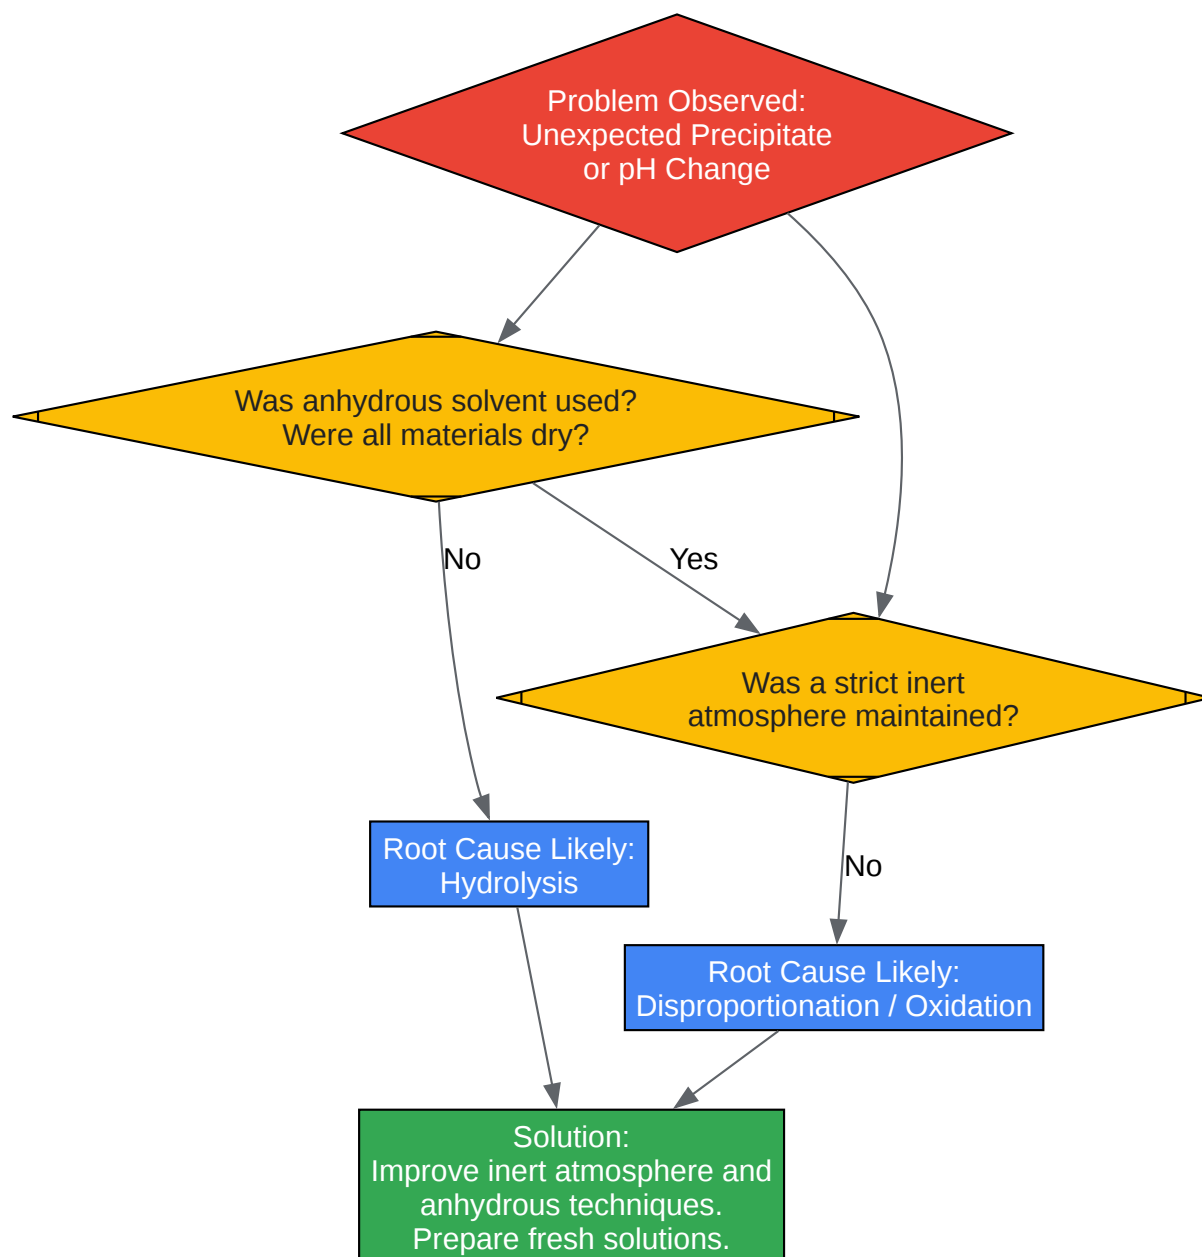 Problem Observed:
Unexpected Precipitate
or pH Change
Was anhydrous solvent used?
Were all materials dry?
No
Yes
Was a strict inert
atmosphere maintained?
Root Cause Likely:
Hydrolysis
No
Root Cause Likely:
Disproportionation / Oxidation
Solution:
Improve inert atmosphere and
anhydrous techniques.
Prepare fresh solutions.